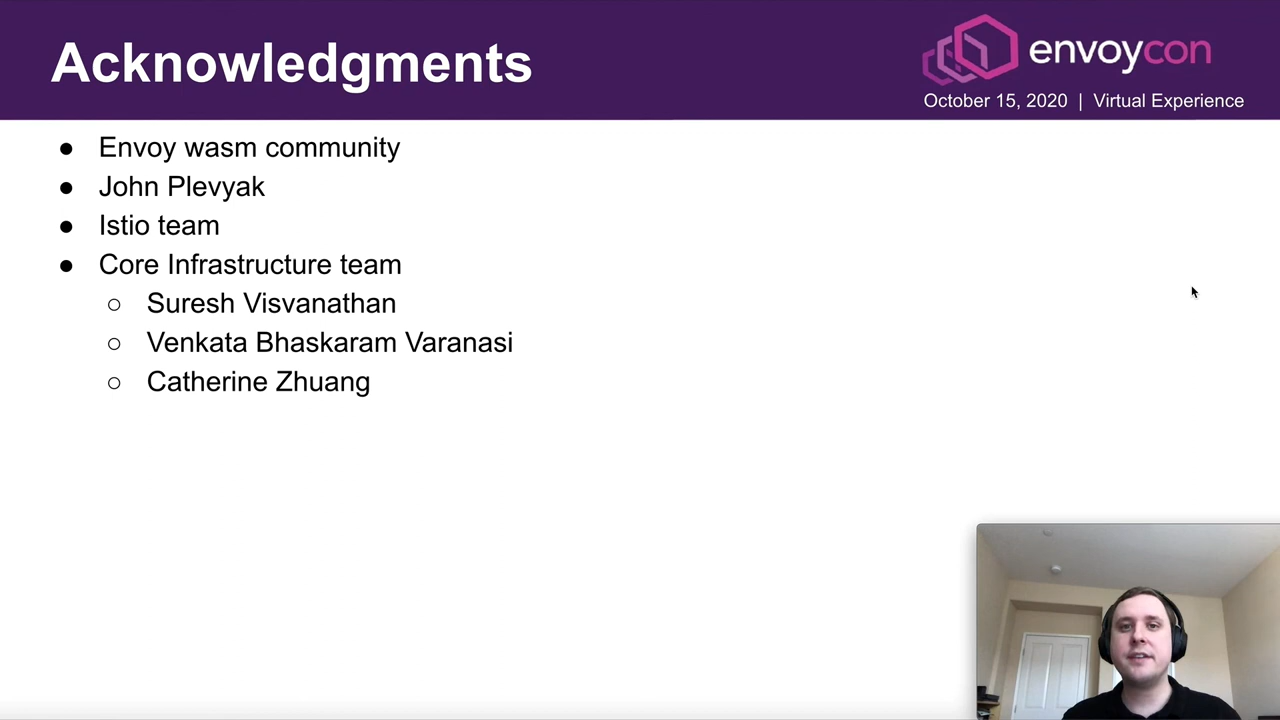 Acknowledgments
envoycon
October 15, 2020 | Virtual Experience
● Envoy wasm community
● John Plevyak
● Istio team
● Core Infrastructure team
○ Suresh Visvanathan
○ Venkata Bhaskaram Varanasi
○ Catherine Zhuang